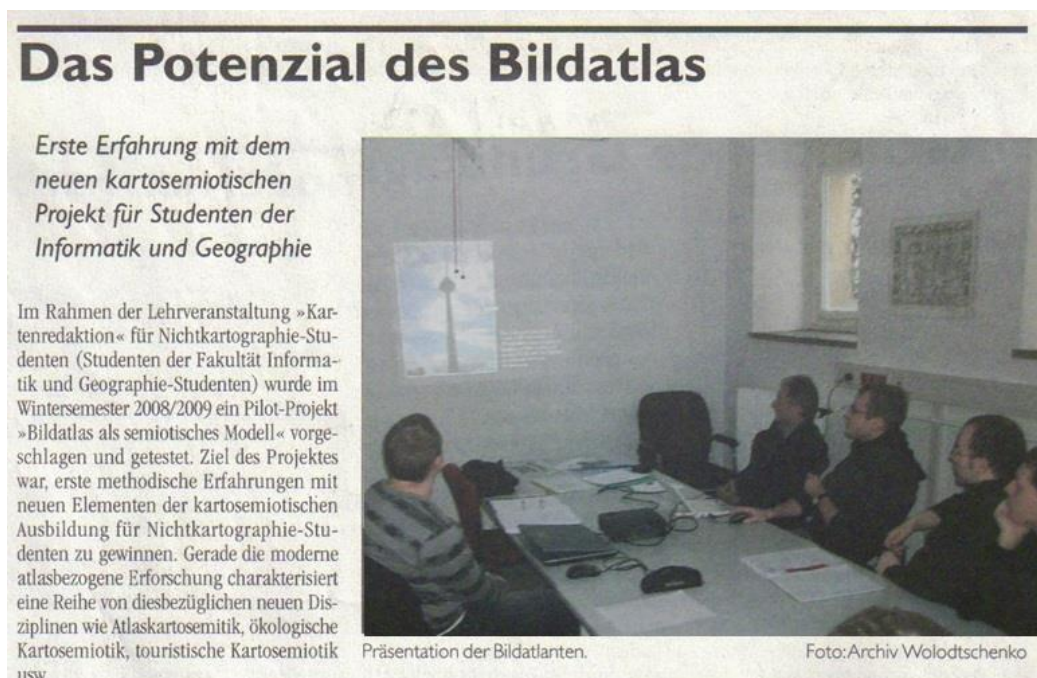 Das Potenzial des Bildatlas
Erste Erfahrung mit dem
neuen kartosemiotischen
Projekt für Studenten der
Informatik und Geographie
Im Rahmen der Lehrveranstaltung »Kar-
tenredaktion« für Nichtkartographie-Stu-
denten (Studenten der Fakultät Informa-
tik und Geographie-Studenten) wurde im
Wintersemester 2008/2009 ein Pilot-Projekt
»Bildatlas als semiotisches Modell« vorge-
schlagen und getestet. Ziel des Projektes
war, erste methodische Erfahrungen mit
neuen Elementen der kartosemiotischen
Ausbildung für Nichtkartographie-Stu-
denten zu gewinnen. Gerade die moderne
atlasbezogene Erforschung charakterisiert
eine Reihe von diesbezüglichen neuen Dis-
ziplinen wie Atlaskartosemitik, ökologische
Kartosemiotik, touristische Kartosemiotik
usw.
Präsentation der Bildatlanten.
Foto: Archiv Wolodtschenko